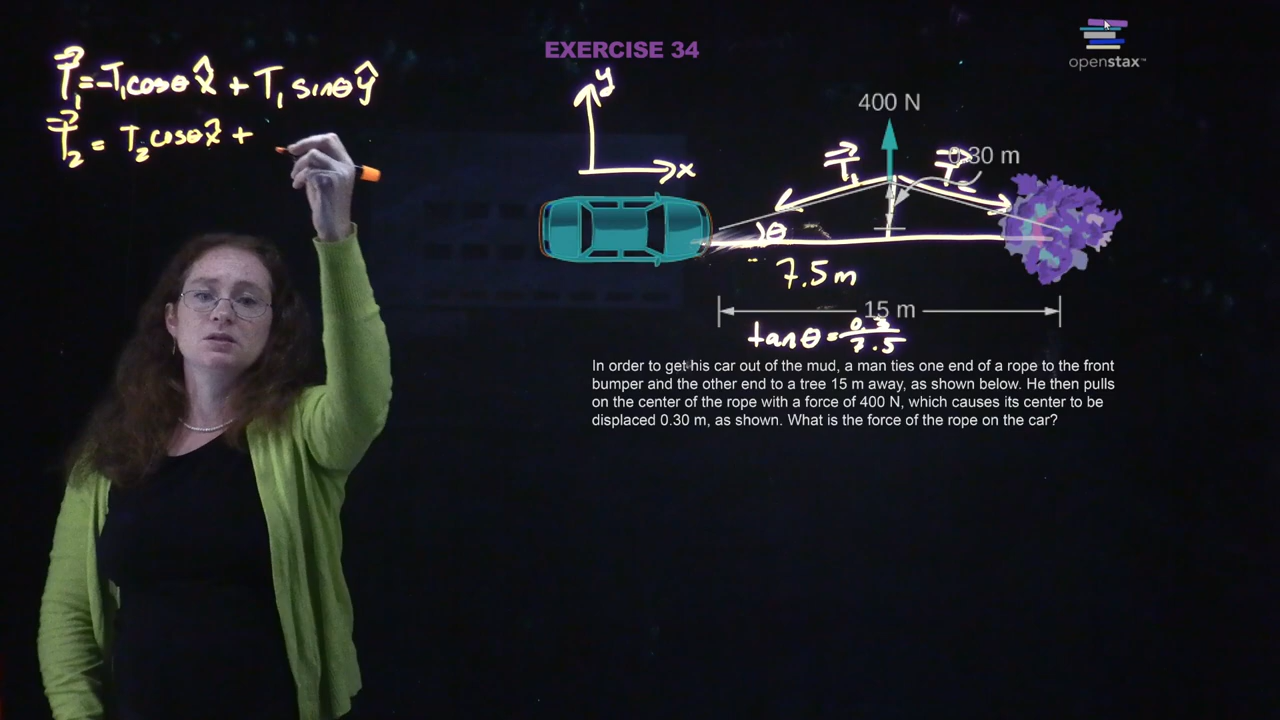 EXERCISE 34
openstax™
T⃗₁=-T₁cosθ x̂ + T₁ sinθ ŷ
T⃗₂ = T₂cosθx̂ +
y
x
400 N
0.30 m
T⃗₁
θ
7.5m
15 m
tanθ=0.3/7.5
In order to get his car out of the mud, a man ties one end of a rope to the front
bumper and the other end to a tree 15 m away, as shown below. He then pulls
on the center of the rope with a force of 400 N, which causes its center to be
displaced 0.30 m, as shown. What is the force of the rope on the car?